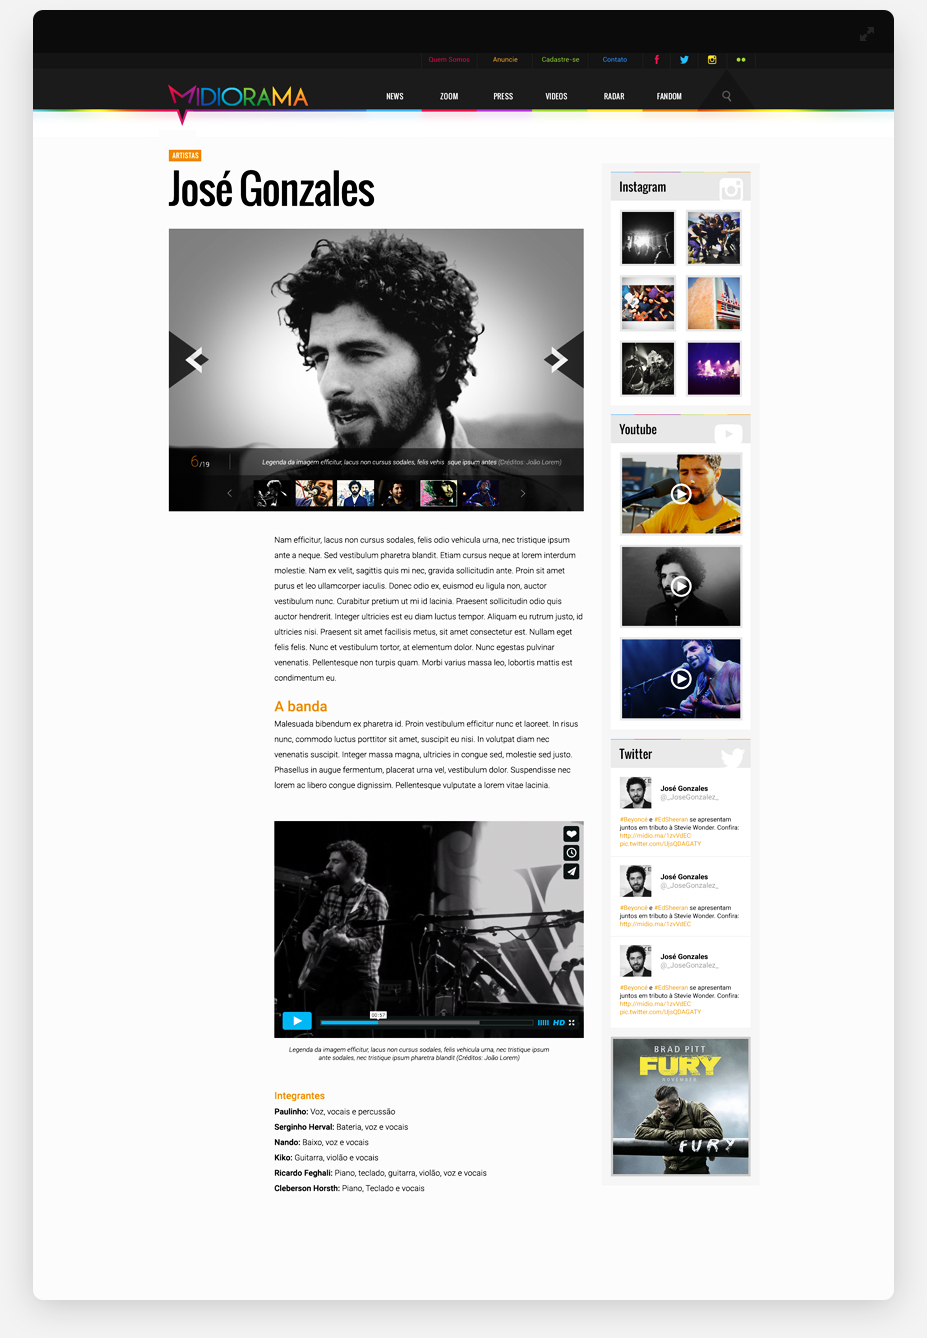 Quem Somos
Anuncie
Cadastre-se
Contato
MIDIORAMA
NEWS
ZOOM
PRESS
VIDEOS
RADAR
FANDOM
ARTISTAS
José Gonzales
6/19
Legenda da imagem efficitur, lacus non cursus sodales, felis vehis sque ipsum antes (Créditos: João Lorem)
Nam efficitur, lacus non cursus sodales, felis odio vehicula urna, nec tristique ipsum
ante a neque. Sed vestibulum pharetra blandit. Etiam cursus neque at lorem interdum
molestie. Nam ex velit, sagittis quis mi nec, gravida sollicitudin ante. Proin sit amet
purus et leo ullamcorper iaculis. Donec odio ex, euismod eu ligula non, auctor
vestibulum nunc. Curabitur pretium ut mi id lacinia. Praesent sollicitudin odio quis
auctor hendrerit. Integer ultricies est eu diam luctus tempor. Aliquam eu rutrum justo, id
ultricies nisi. Praesent sit amet facilisis metus, sit amet consectetur est. Nullam eget
felis felis. Nunc et vestibulum tortor, at elementum dolor. Nunc egestas pulvinar
venenatis. Pellentesque non turpis quam. Morbi varius massa leo, lobortis mattis est
condimentum eu.
A banda
Malesuada bibendum ex pharetra id. Proin vestibulum efficitur nunc et laoreet. In risus
nunc, commodo luctus porttitor sit amet, suscipit eu nisi. In volutpat diam nec
venenatis suscipit. Integer massa magna, ultricies in congue sed, molestie sed justo.
Phasellus in augue fermentum, placerat urna vel, vestibulum dolor. Suspendisse nec
lorem ac libero congue dignissim. Pellentesque vulputate a lorem vitae lacinia.
00:57
HD
Legenda da imagem efficitur, lacus non cursus sodales, felis vehicula urna, nec tristique ipsum
ante sodales, nec tristique ipsum pharetra blandit (Créditos: João Lorem)
Integrantes
Paulinho: Voz, vocais e percussão
Serginho Herval: Bateria, voz e vocais
Nando: Baixo, voz e vocais
Kiko: Guitarra, violão e vocais
Ricardo Feghali: Piano, teclado, guitarra, violão, voz e vocais
Cleberson Horsth: Piano, Teclado e vocais
Instagram
Youtube
Twitter
José Gonzales
@_JoseGonzalez_
#Beyoncé e #EdSheeran se apresentam
juntos em tributo à Stevie Wonder. Confira:
http://midio.ma/1zvVdEC
pic.twitter.com/UjsQ0AGATY
José Gonzales
@_JoseGonzalez_
#Beyoncé e #EdSheeran se apresentam
juntos em tributo à Stevie Wonder. Confira:
http://midio.ma/1zvVdEC
José Gonzales
@_JoseGonzalez_
#Beyoncé e #EdSheeran se apresentam
juntos em tributo à Stevie Wonder. Confira:
http://midio.ma/1zvVdEC
pic.twitter.com/UjsQ0AGATY
BRAD PITT
FURY
NOVEMBER
FURY